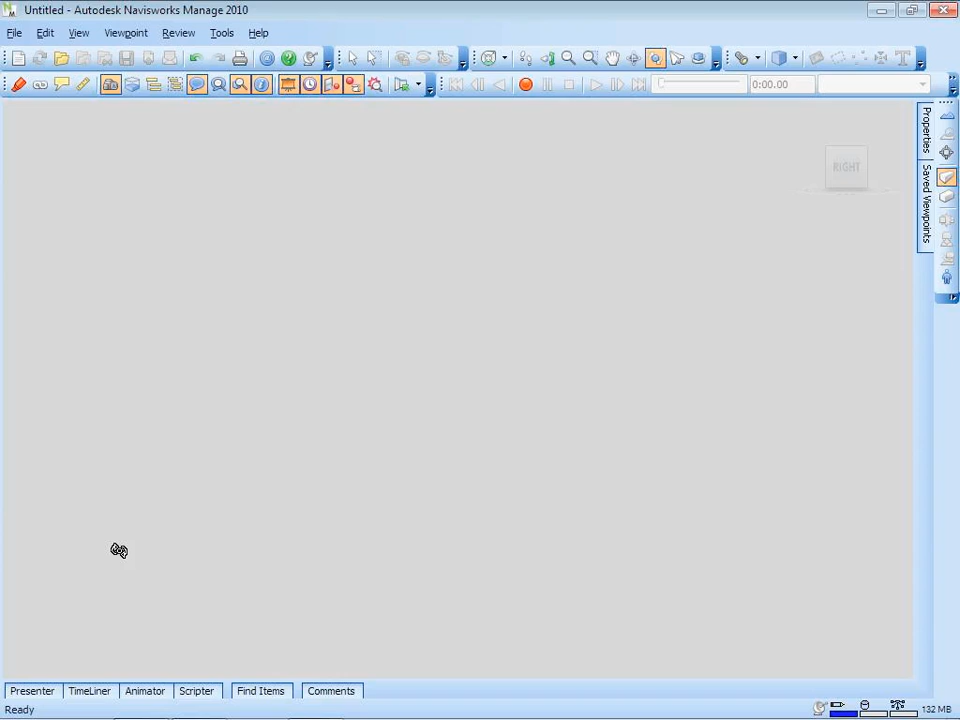 Untitled - Autodesk Navisworks Manage 2010
File Edit View Viewpoint Review Tools Help
0:00.00
RIGHT
Properties
Saved Viewpoints
Presenter TimeLiner Animator Scripter Find Items Comments
Ready
132 MB